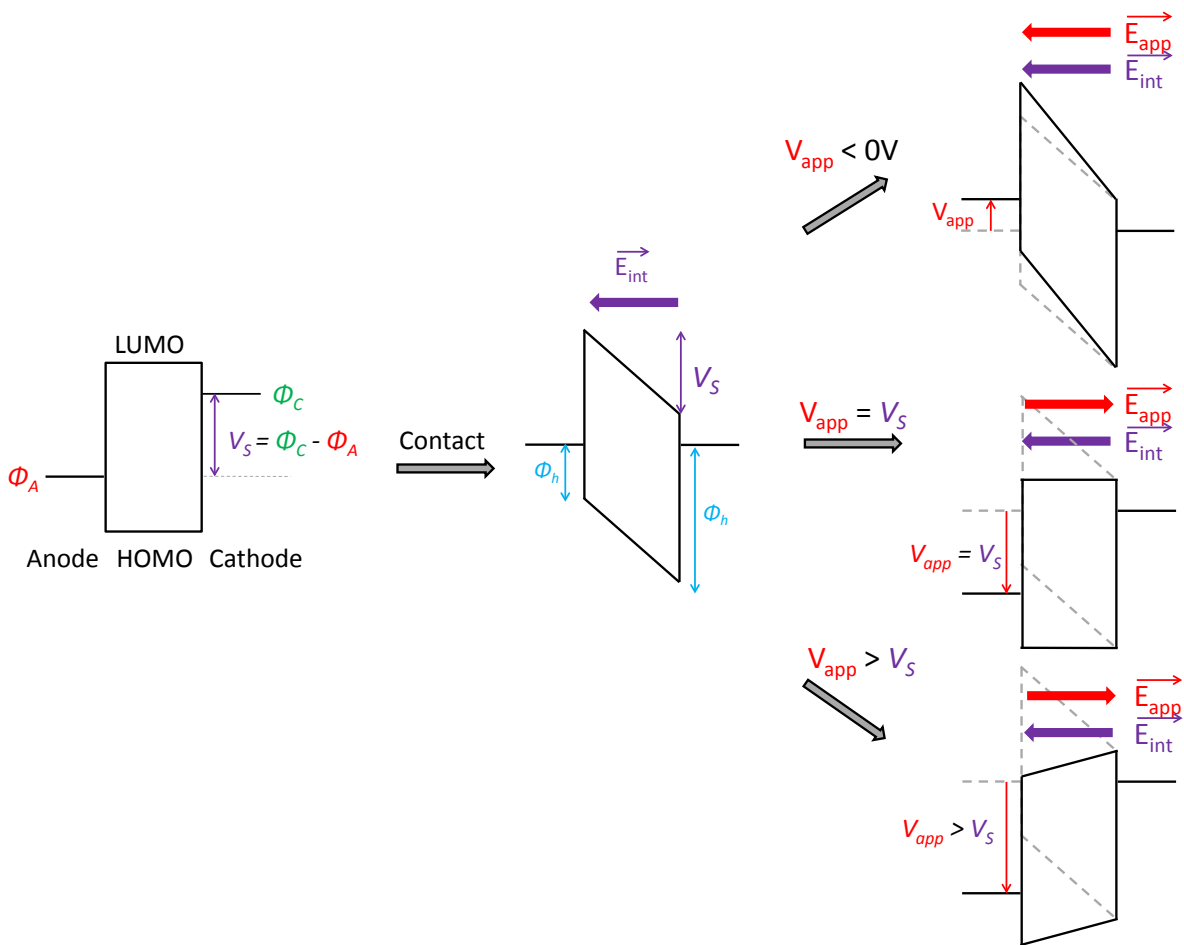 LUMO
Φ_C
V_S = Φ_C - Φ_A
Φ_A
Anode HOMO Cathode
Contact
E_int
V_S
Φ_h
Φ_h
V_app < 0V
E_app
E_int
V_app
V_app = V_S
E_app
E_int
V_app = V_S
V_app > V_S
E_app
E_int
V_app > V_S